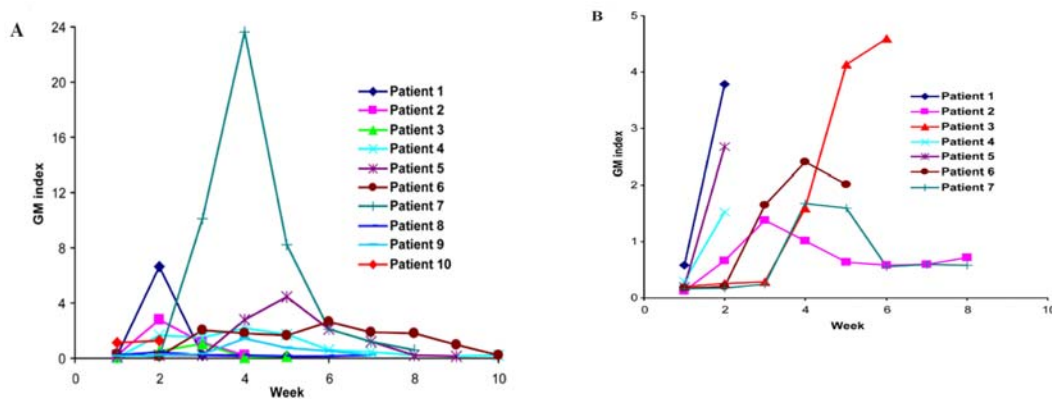 A
GM index
24
20
16
12
8
4
0
0
2
4
6
8
10
Week
Patient 1
Patient 2
Patient 3
Patient 4
Patient 5
Patient 6
Patient 7
Patient 8
Patient 9
Patient 10
B
GM index
5
4
3
2
1
0
0
2
4
6
8
10
Week
Patient 1
Patient 2
Patient 3
Patient 4
Patient 5
Patient 6
Patient 7